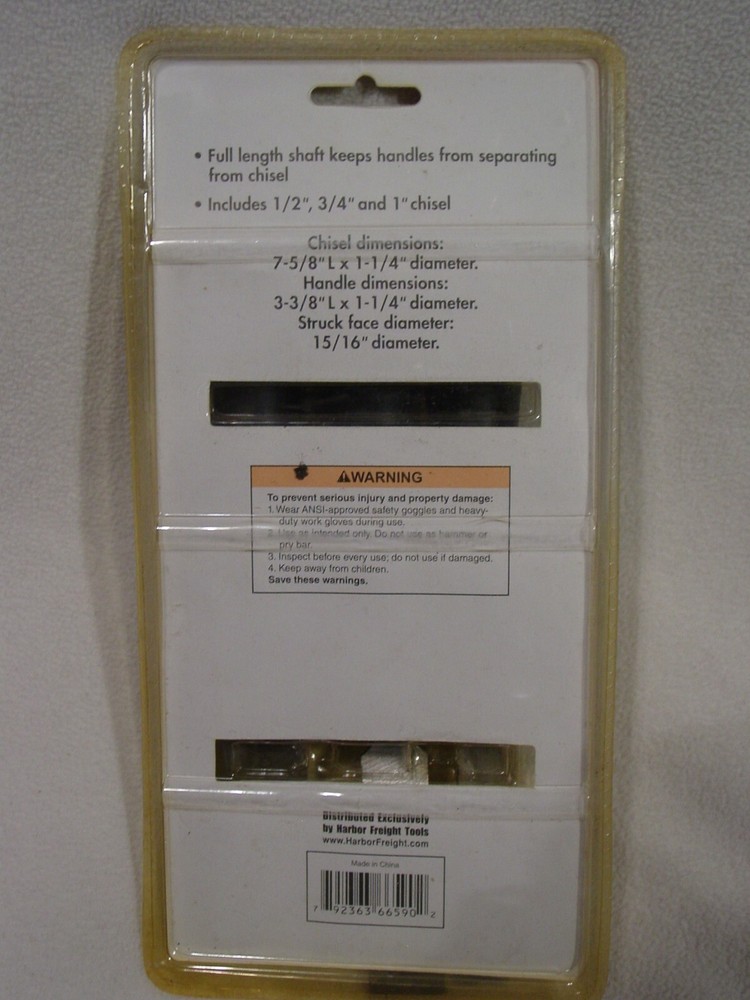 • Full length shaft keeps handles from separating
from chisel
• Includes 1/2", 3/4" and 1" chisel
Chisel dimensions:
7-5/8" L x 1-1/4" diameter.
Handle dimensions:
3-3/8" L x 1-1/4" diameter.
Struck face diameter:
15/16" diameter.
⚠WARNING
To prevent serious injury and property damage:
1. Wear ANSI-approved safety goggles and heavy-
duty work gloves during use.
2. Use as intended only. Do not use as hammer or
pry bar.
3. Inspect before every use; do not use if damaged.
4. Keep away from children.
Save these warnings.
Distributed Exclusively
by Harbor Freight Tools
www.HarborFreight.com
Made in China
7 92363 66590 2